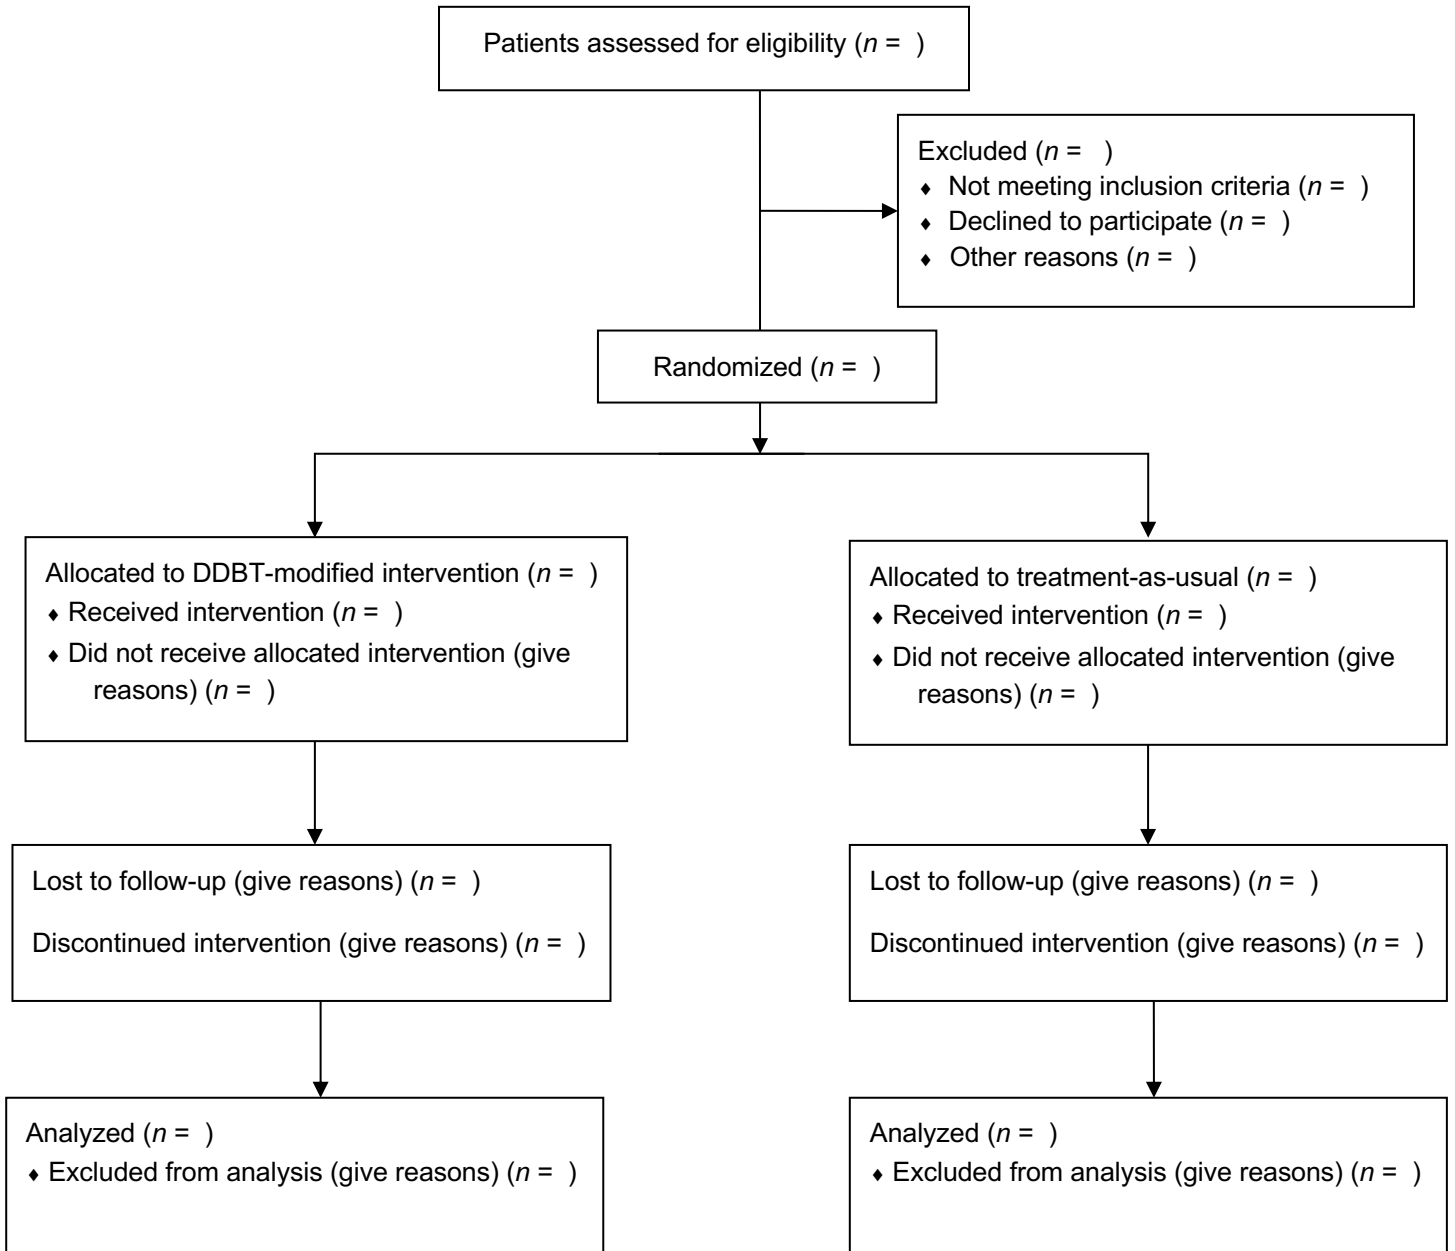 Patients assessed for eligibility (n = )
Excluded (n = )
♦ Not meeting inclusion criteria (n = )
♦ Declined to participate (n = )
♦ Other reasons (n = )
Randomized (n = )
Allocated to DDBT-modified intervention (n = )
♦ Received intervention (n = )
♦ Did not receive allocated intervention (give
reasons) (n = )
Allocated to treatment-as-usual (n = )
♦ Received intervention (n = )
♦ Did not receive allocated intervention (give
reasons) (n = )
Lost to follow-up (give reasons) (n = )
Discontinued intervention (give reasons) (n = )
Lost to follow-up (give reasons) (n = )
Discontinued intervention (give reasons) (n = )
Analyzed (n = )
♦ Excluded from analysis (give reasons) (n = )
Analyzed (n = )
♦ Excluded from analysis (give reasons) (n = )